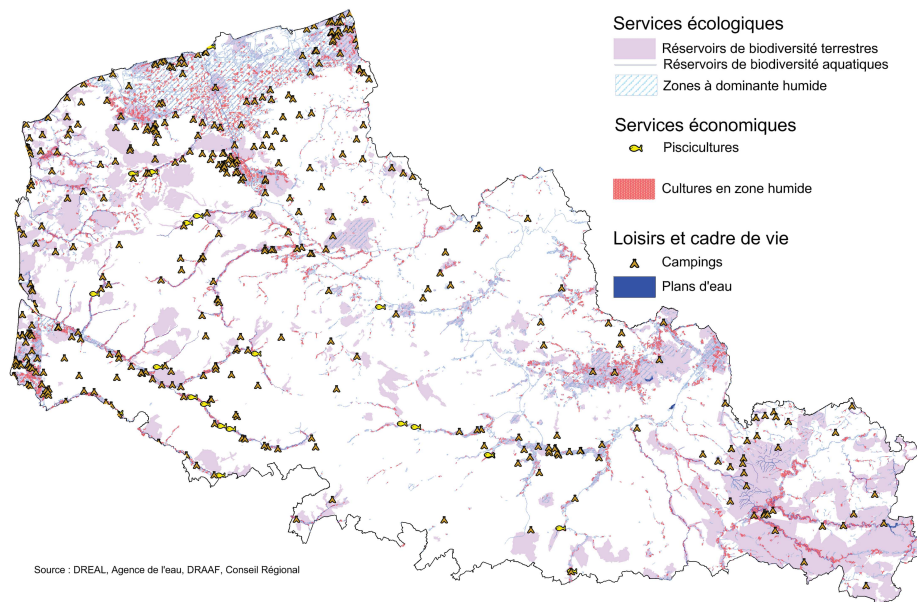 Services écologiques
Réservoirs de biodiversité terrestres
Réservoirs de biodiversité aquatiques
Zones à dominante humide
Services économiques
Piscicultures
Cultures en zone humide
Loisirs et cadre de vie
Campings
Plans d'eau
Source : DREAL, Agence de l'eau, DRAAF, Conseil Régional